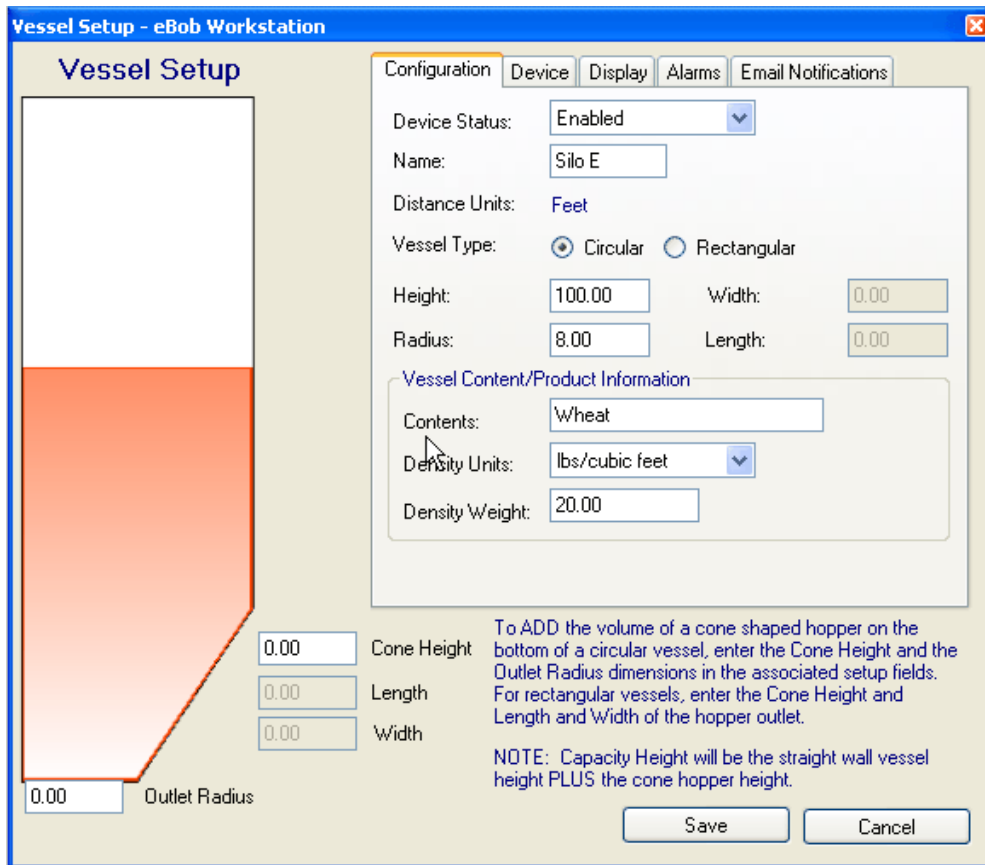 Vessel Setup - eBob Workstation
Vessel Setup
Configuration Device Display Alarms Email Notifications
Device Status: Enabled
Name: Silo E
Distance Units: Feet
Vessel Type: Circular Rectangular
Height: 100.00 Width: 0.00
Radius: 8.00 Length: 0.00
Vessel Content/Product Information
Contents: Wheat
Density Units: lbs/cubic feet
Density Weight: 20.00
0.00 Cone Height
0.00 Length
0.00 Width
0.00 Outlet Radius
To ADD the volume of a cone shaped hopper on the
bottom of a circular vessel, enter the Cone Height and the
Outlet Radius dimensions in the associated setup fields.
For rectangular vessels, enter the Cone Height and
Length and Width of the hopper outlet.
NOTE: Capacity Height will be the straight wall vessel
height PLUS the cone hopper height.
Save Cancel